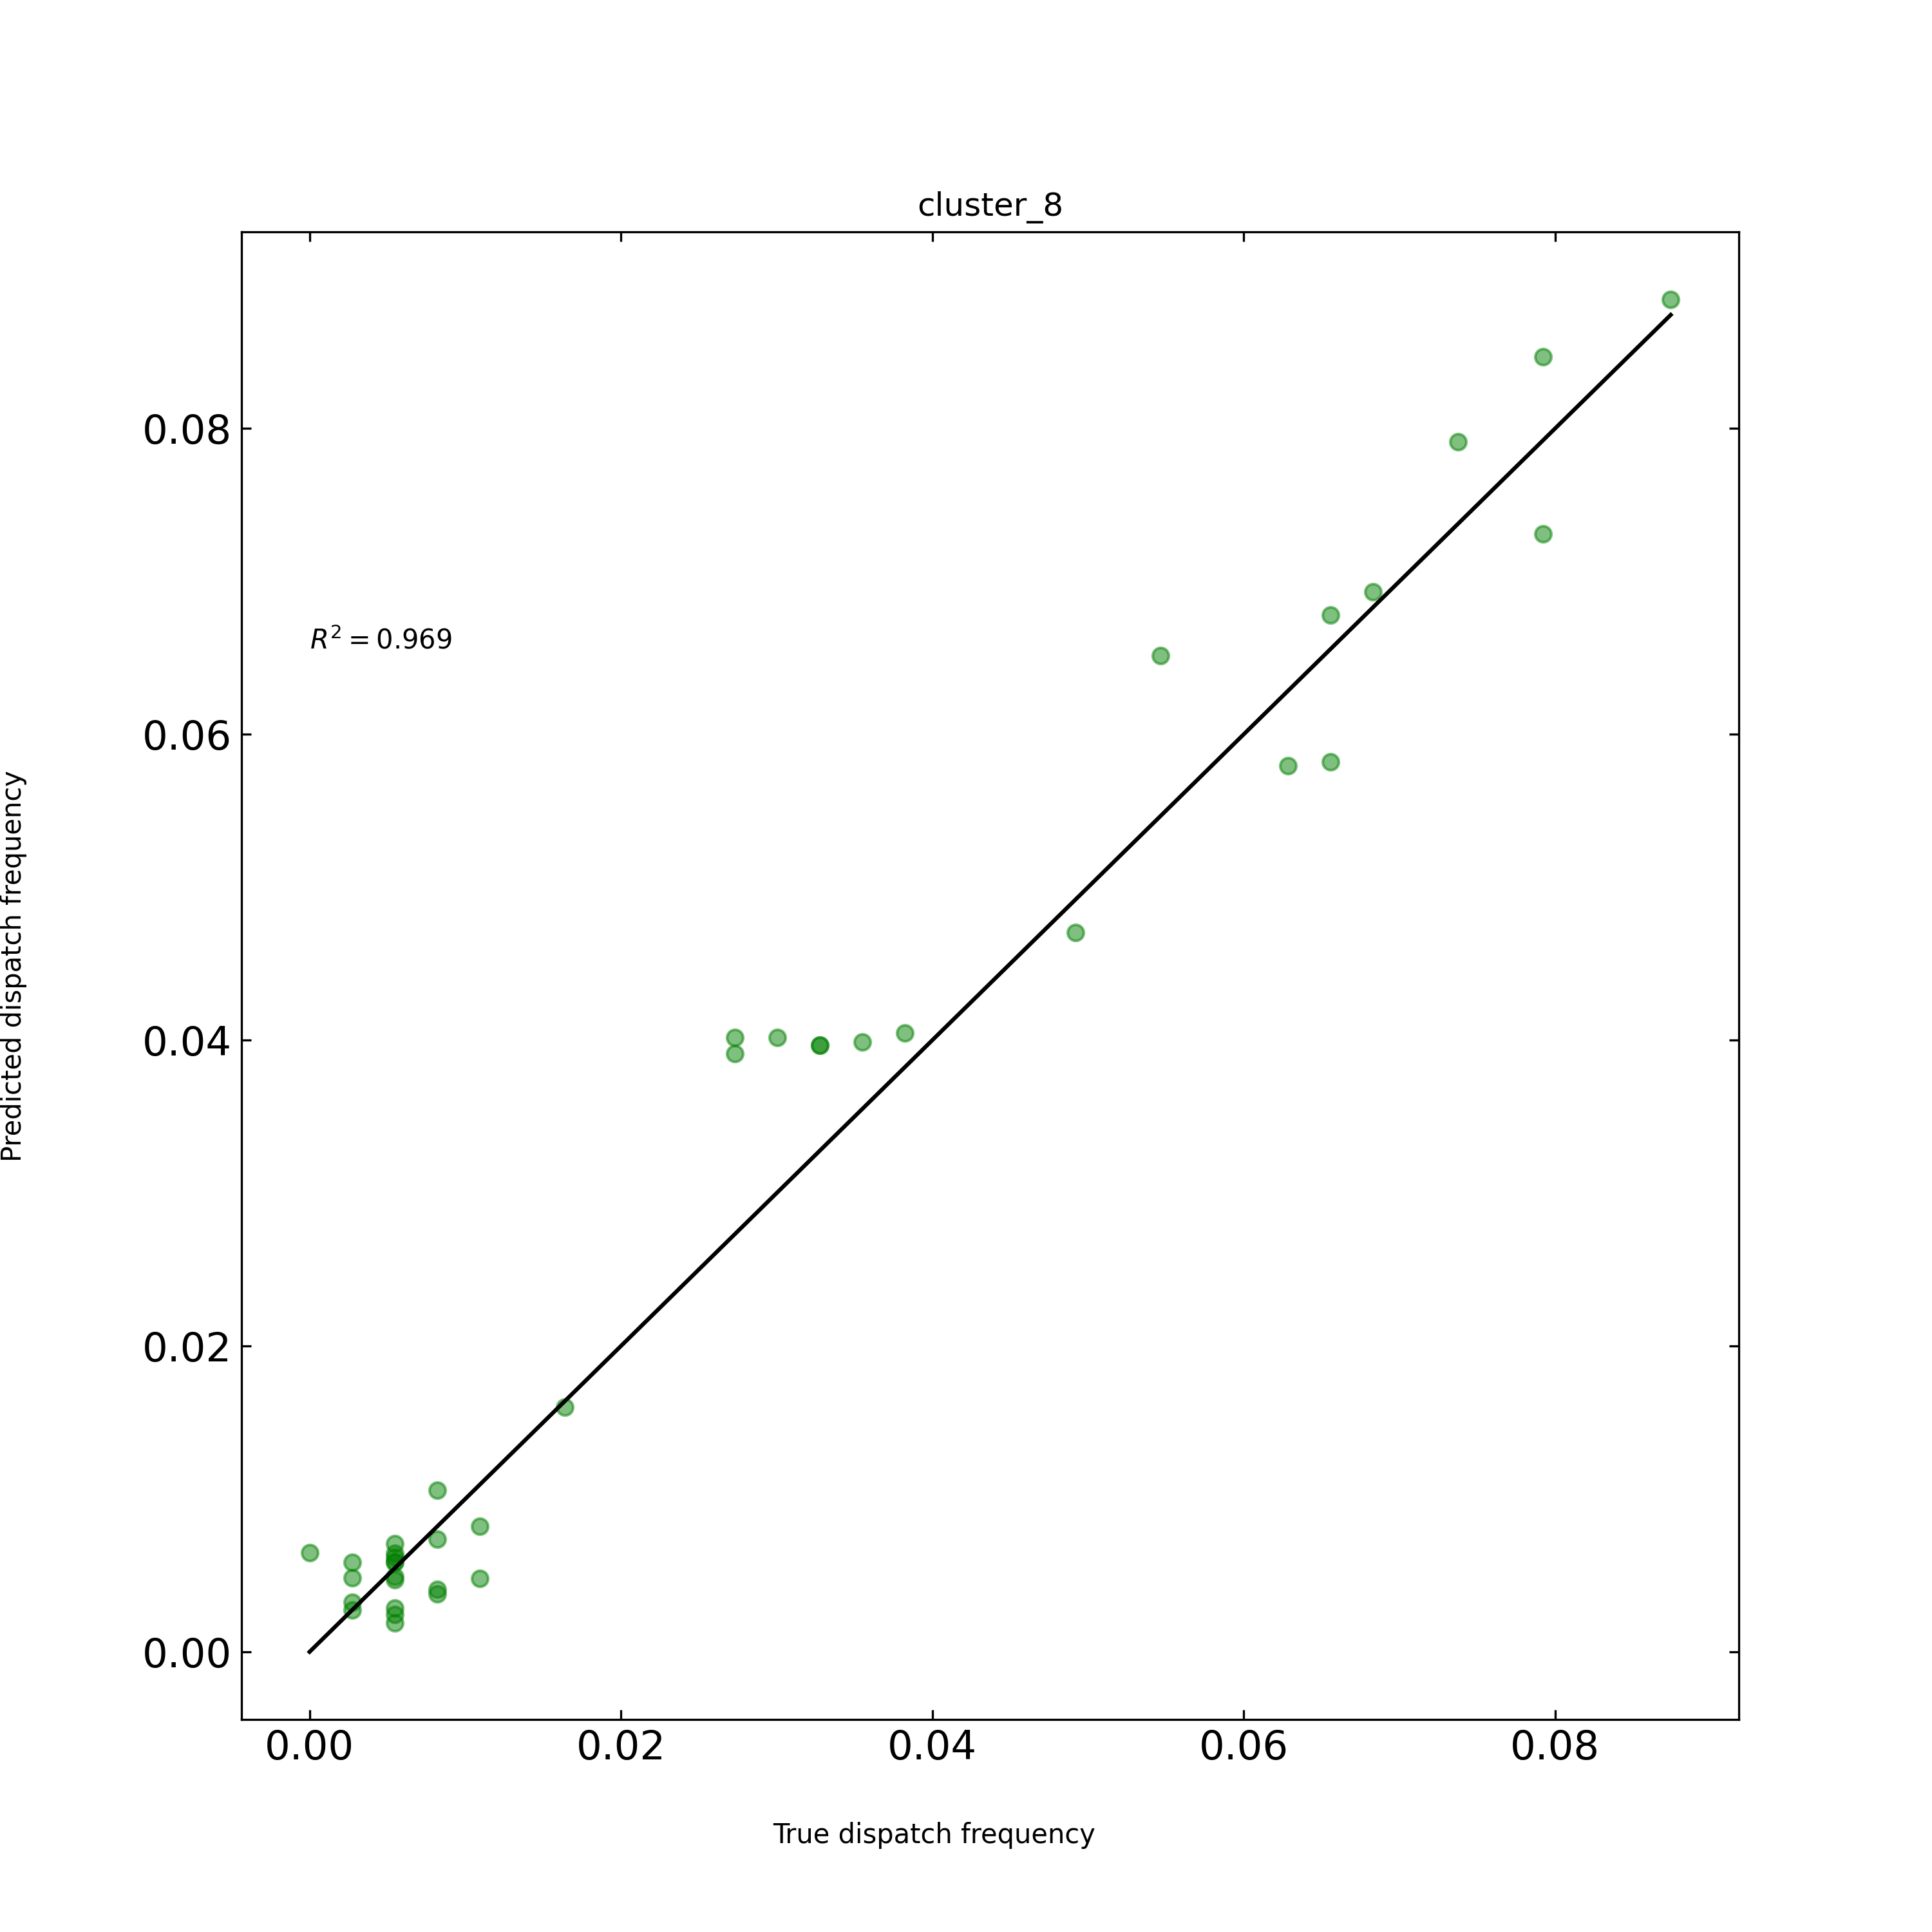 cluster_8
0.08
0.06
0.04
0.02
0.00
R² = 0.969
Predicted dispatch frequency
0.00 0.02 0.04 0.06 0.08
True dispatch frequency